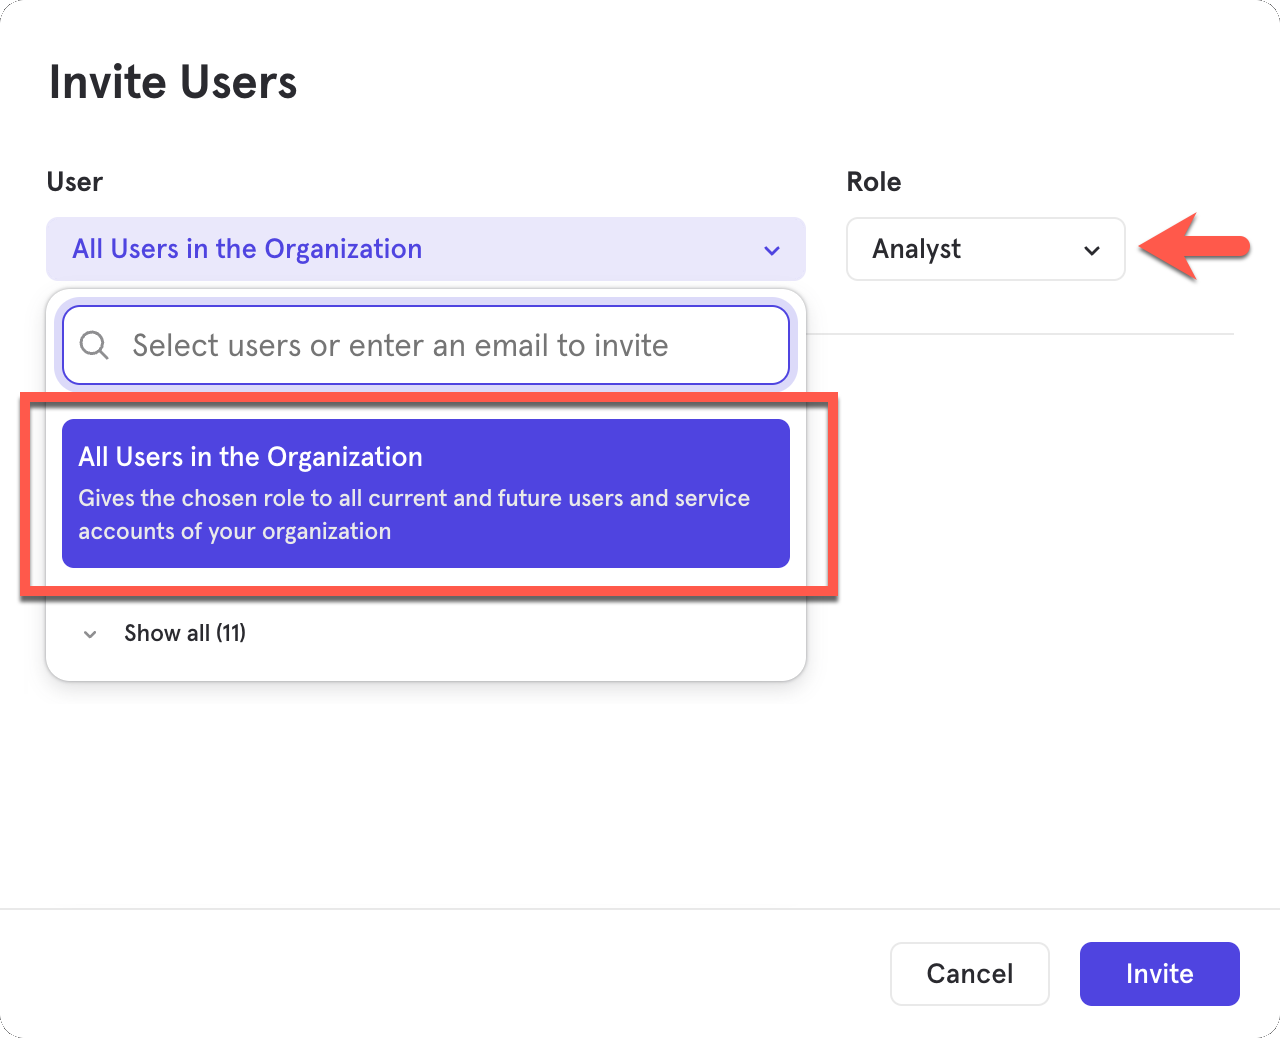 Invite Users
User
Role
All Users in the Organization
Analyst
Select users or enter an email to invite
All Users in the Organization
Gives the chosen role to all current and future users and service
accounts of your organization
Show all (11)
Cancel
Invite